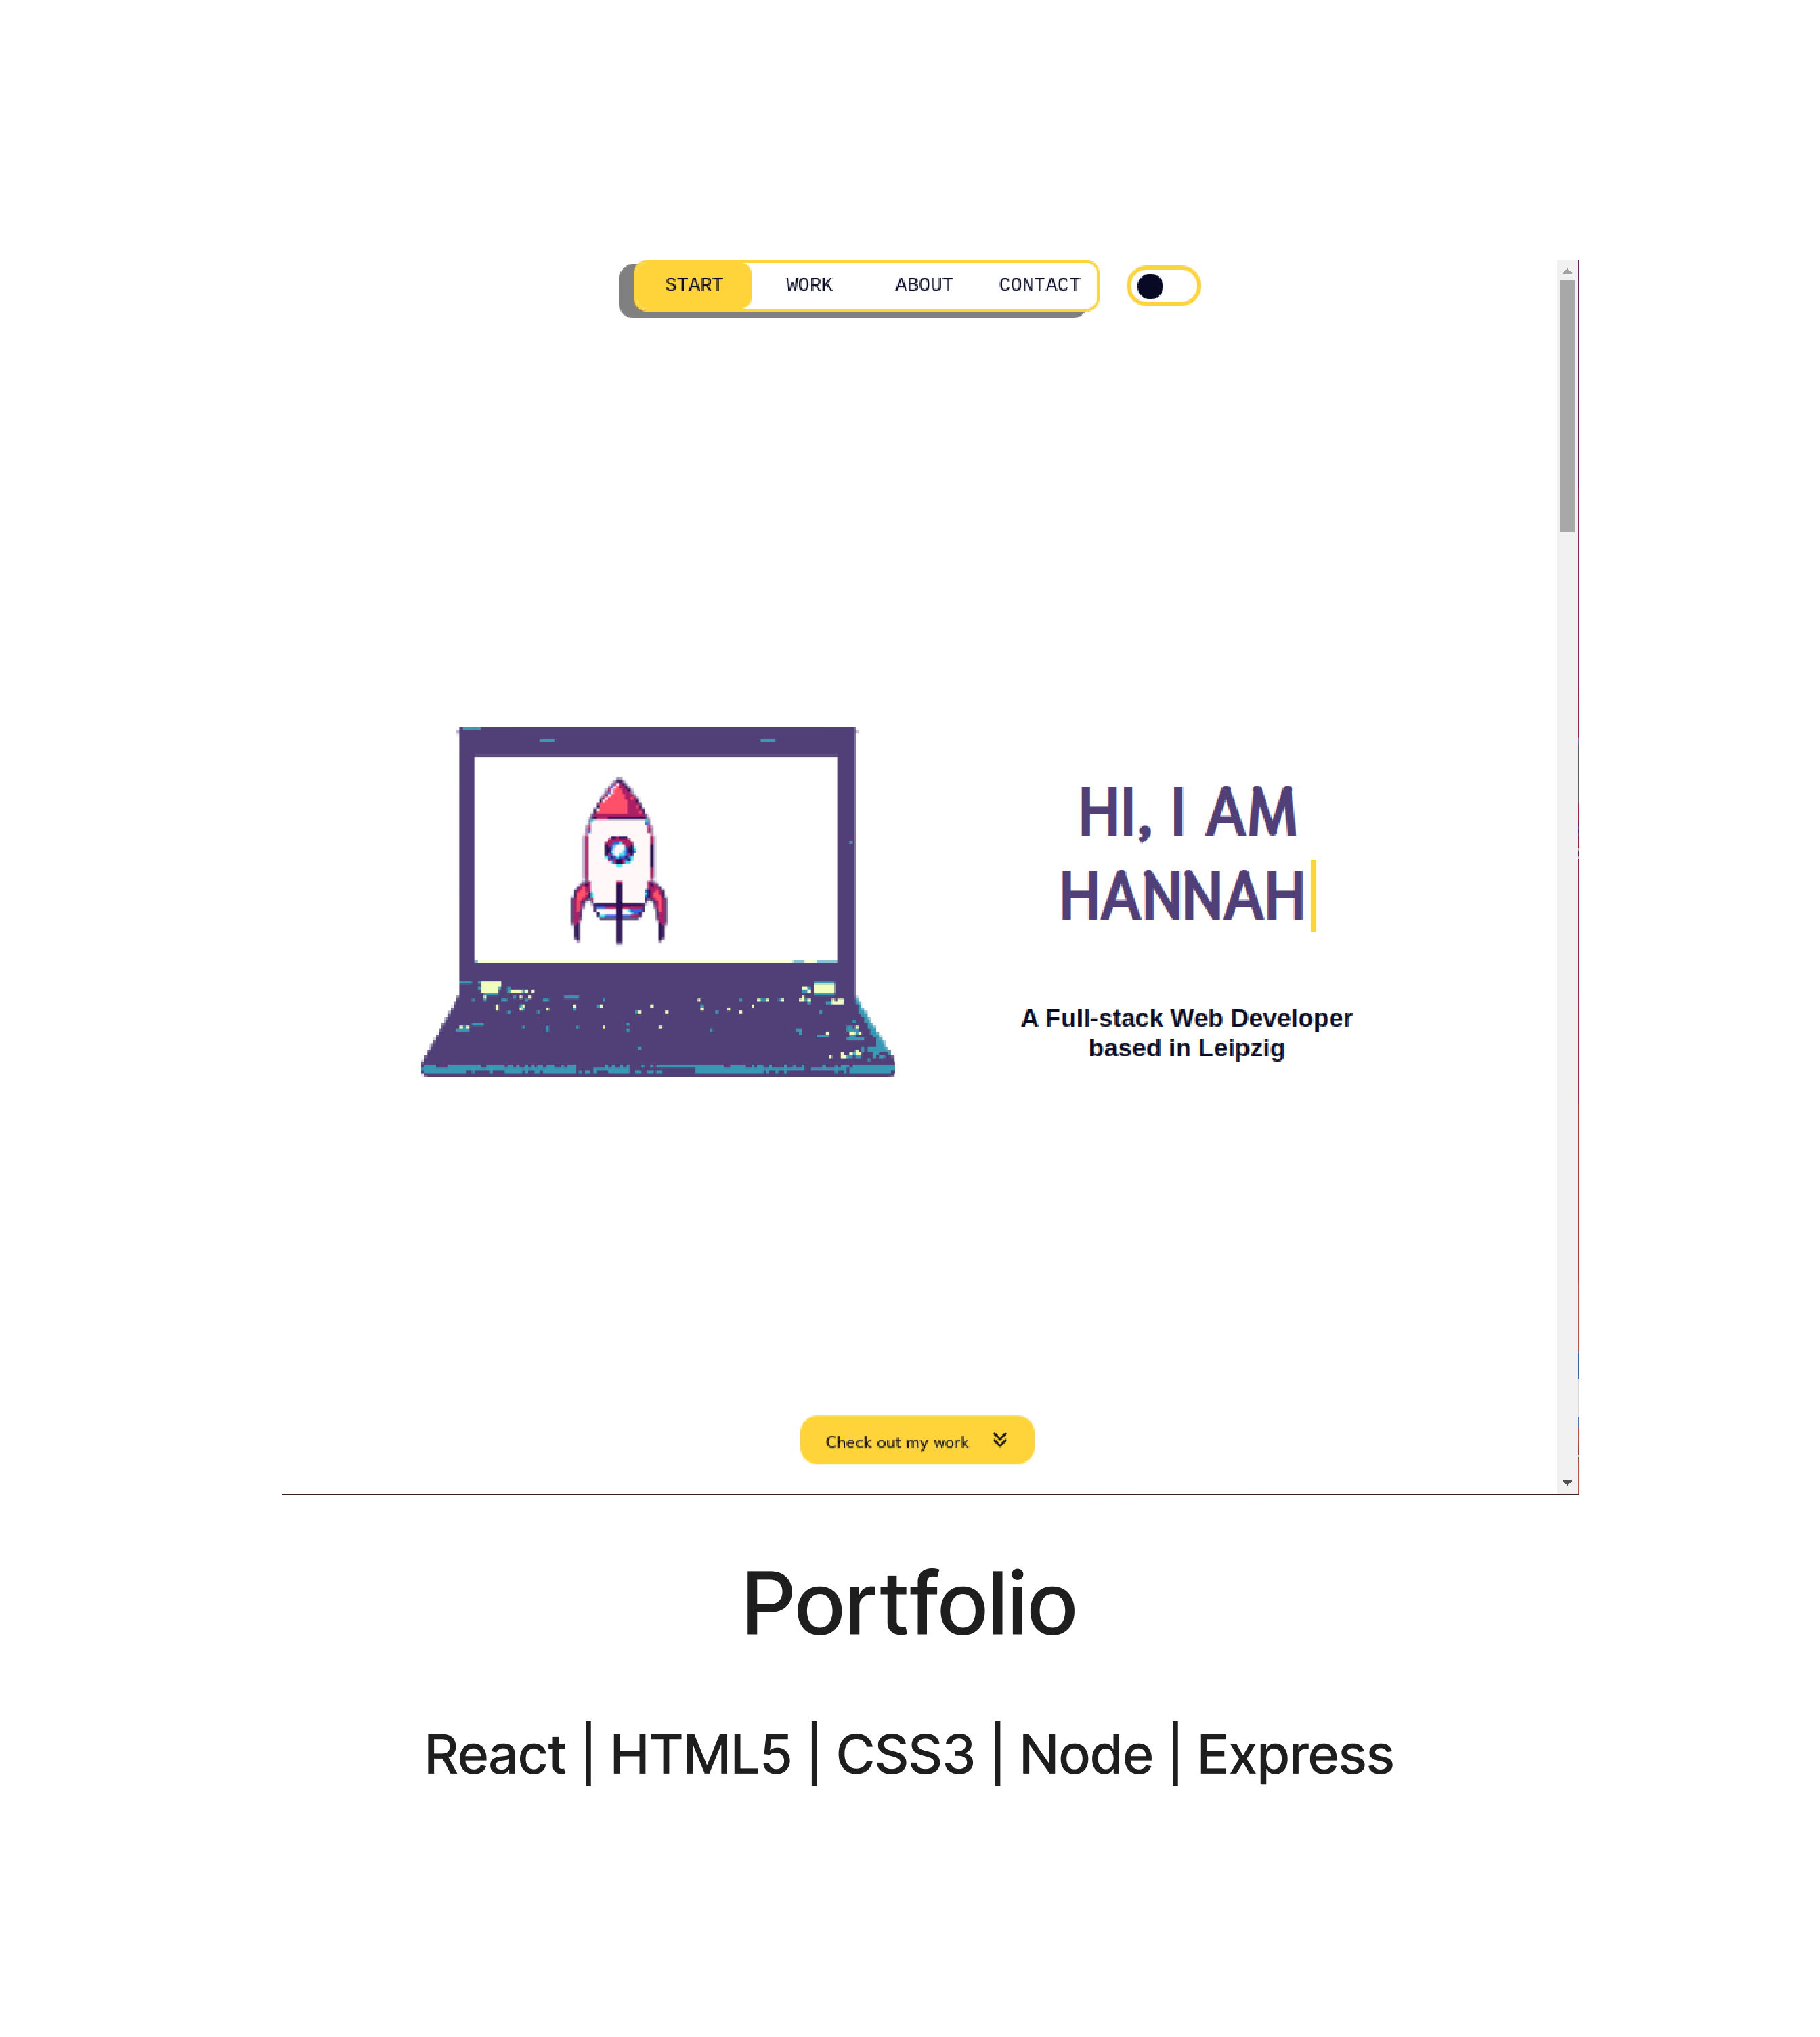 START WORK ABOUT CONTACT
HI, I AM
HANNAH
A Full-stack Web Developer
based in Leipzig
Check out my work
Portfolio
React | HTML5 | CSS3 | Node | Express